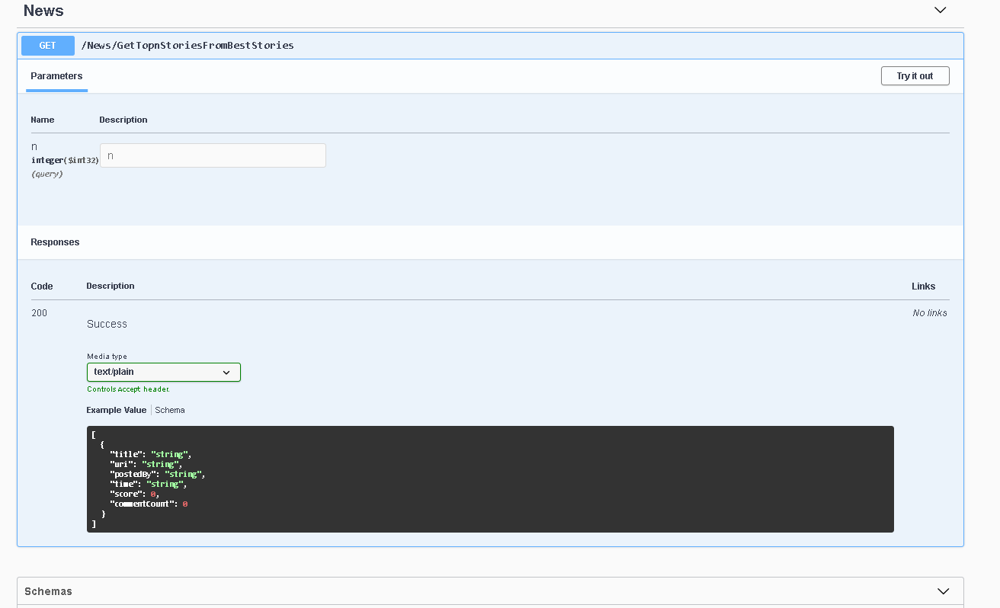 News
GET /News/GetTopnStoriesFromBestStories
Parameters
Try it out
Name Description
n
integer($int32)
(query)
n
Responses
Code Description Links
200 Success No links
Media type
text/plain
Controls Accept header.
Example Value Schema
[
{
"title": "string",
"uri": "string",
"postedBy": "string",
"time": "string",
"score": 0,
"commentCount": 0
}
]
Schemas